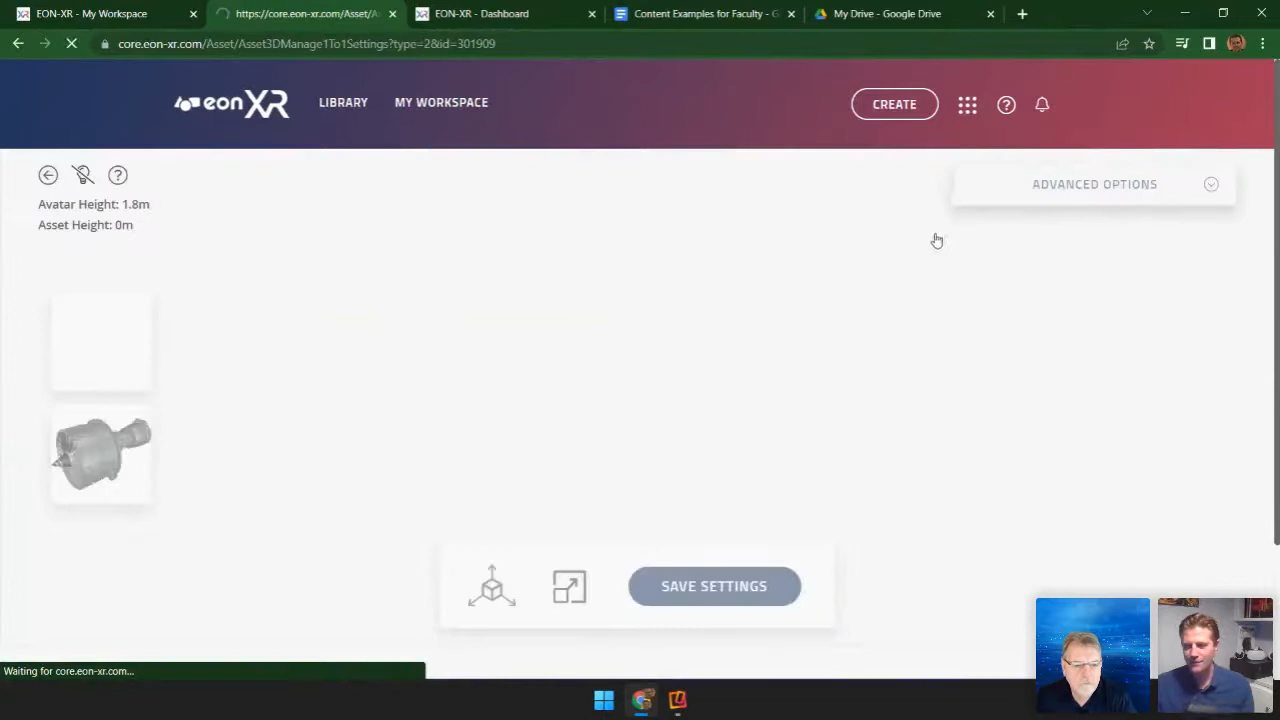 EON-XR - My Workspace
https://core.eon-xr.com/Asset/A
EON-XR - Dashboard
Content Examples for Faculty - G
My Drive - Google Drive
core.eon-xr.com/Asset/Asset3DManage1To1Settings?type=2&id=301909
eon XR
LIBRARY
MY WORKSPACE
CREATE
Avatar Height: 1.8m
Asset Height: 0m
ADVANCED OPTIONS
SAVE SETTINGS
Waiting for core.eon-xr.com...